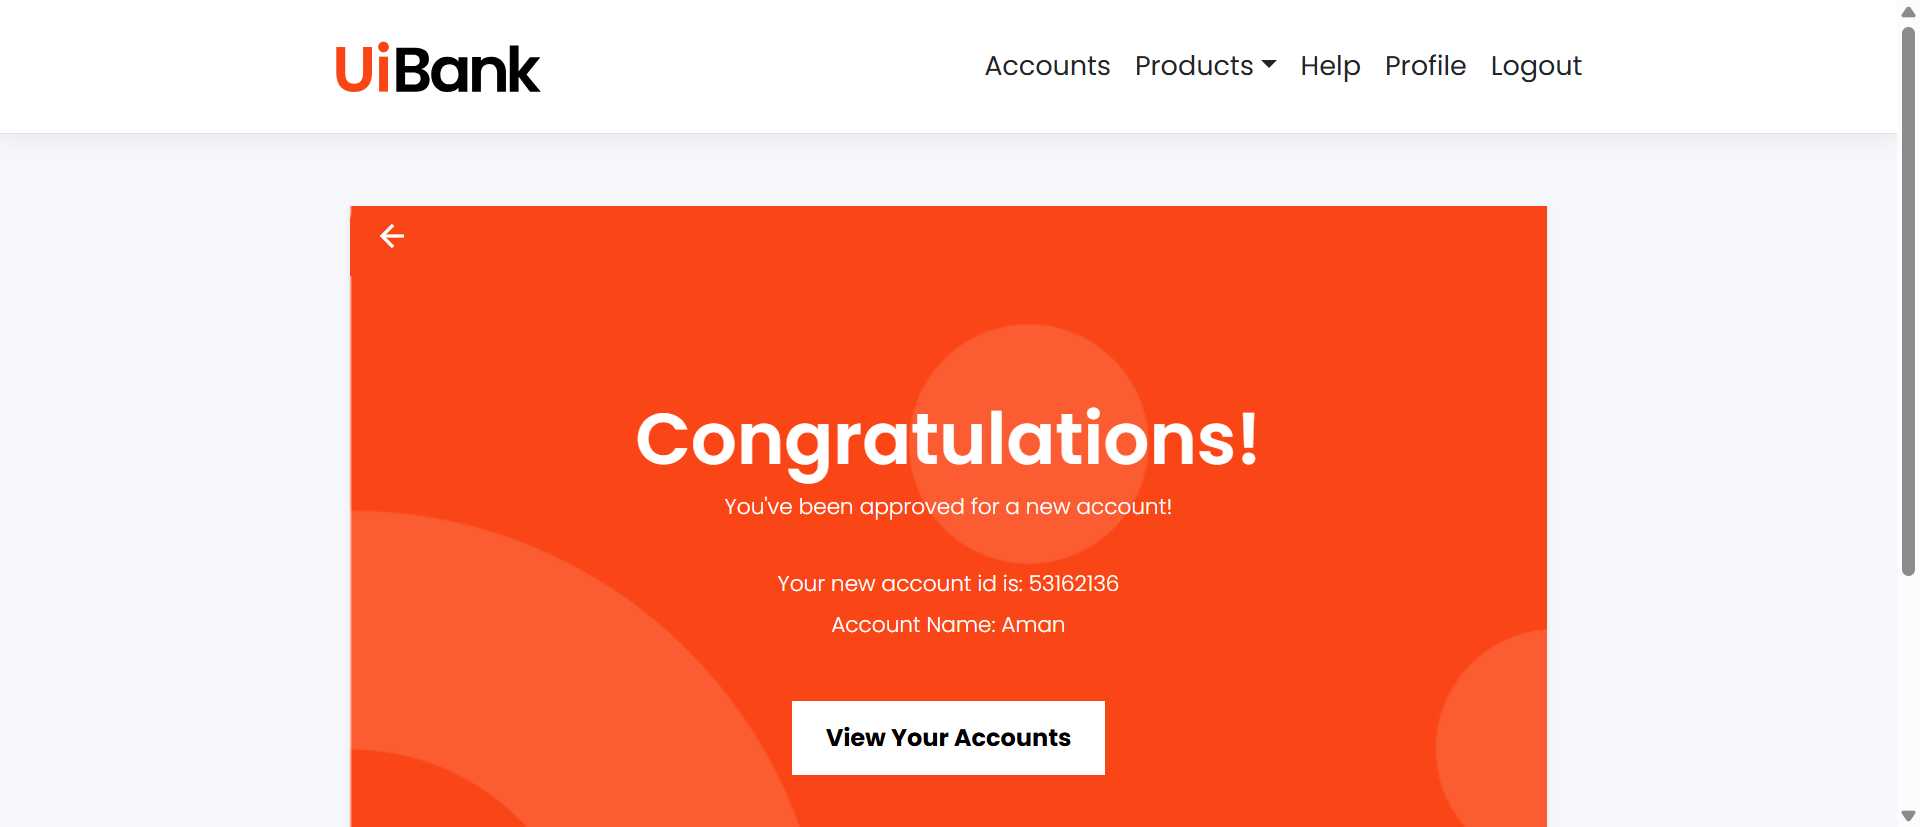 UiBank
Accounts Products Help Profile Logout
Congratulations!
You've been approved for a new account!
Your new account id is: 53162136
Account Name: Aman
View Your Accounts